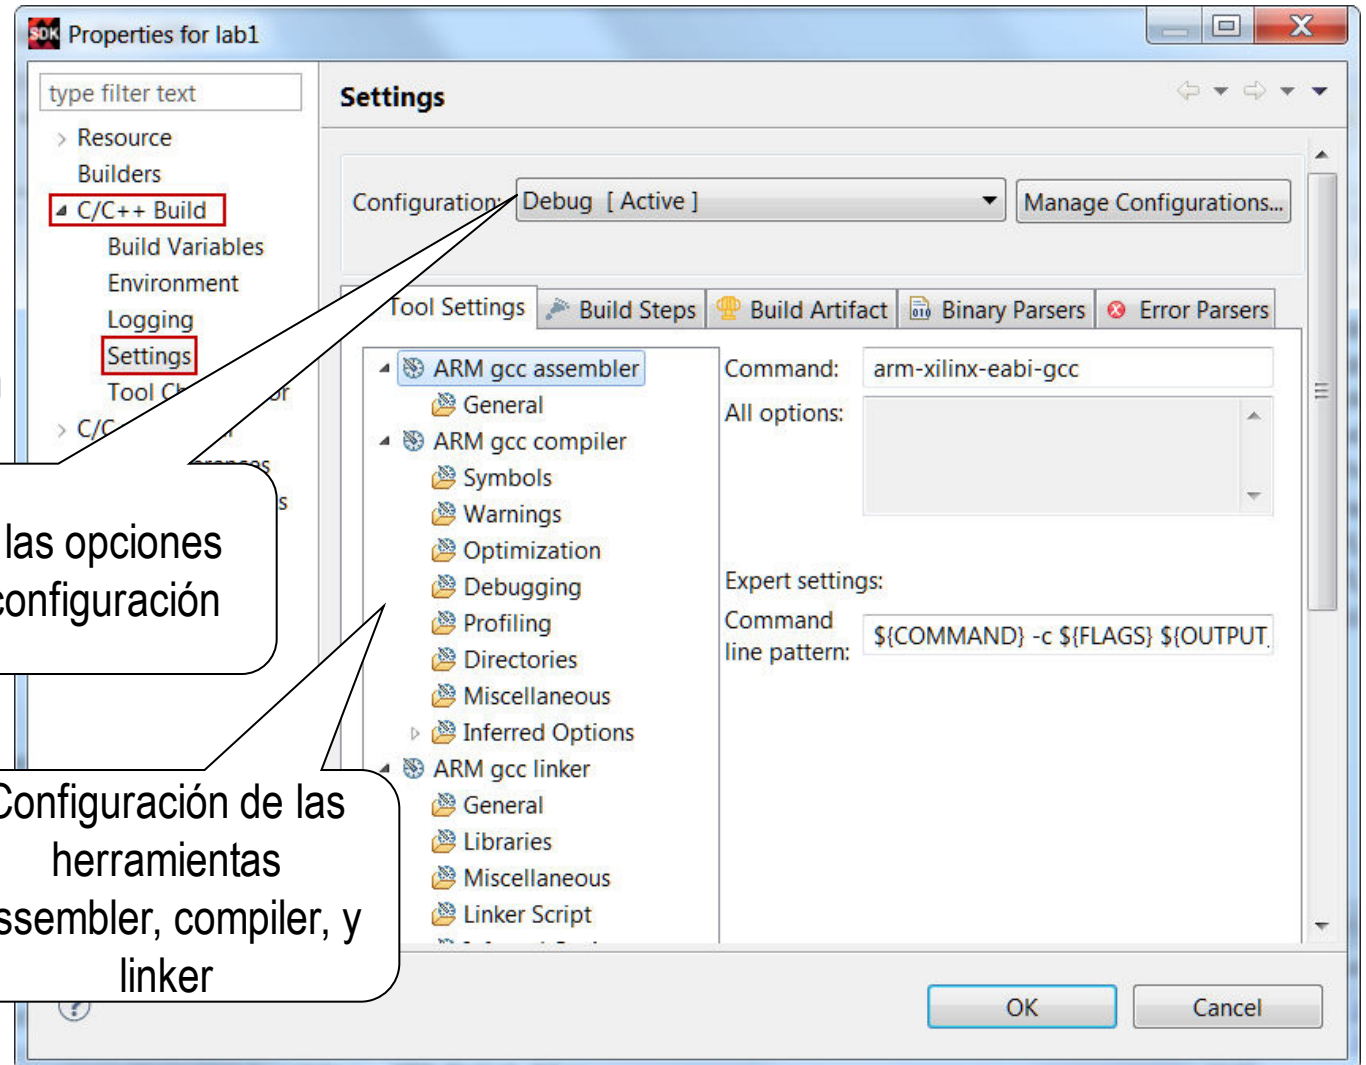 SDK Properties for lab1
type filter text
Settings
Resource
Builders
C/C++ Build
Build Variables
Environment
Logging
Settings
Configuration: Debug [ Active ]
Manage Configurations...
Tool Settings
Build Steps
Build Artifact
Binary Parsers
Error Parsers
ARM gcc assembler
General
ARM gcc compiler
Symbols
Warnings
Optimization
Debugging
Profiling
Directories
Miscellaneous
Inferred Options
ARM gcc linker
General
Libraries
Miscellaneous
Linker Script
Command: arm-xilinx-eabi-gcc
All options:
Expert settings:
Command
line pattern: ${COMMAND} -c ${FLAGS} ${OUTPUT_
las opciones
configuración
Configuración de las
herramientas
ssembler, compiler, y
linker
OK
Cancel